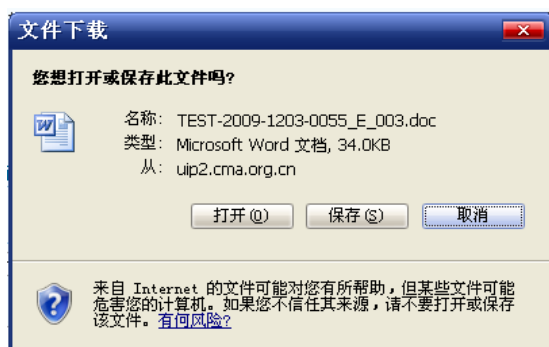 文件下载
您想打开或保存此文件吗?
名称: TEST-2009-1203-0055_E_003.doc
类型: Microsoft Word 文档, 34.0KB
从: uip2.cma.org.cn
打开(O) 保存(S) 取消
来自 Internet 的文件可能对您有所帮助，但某些文件可能
危害您的计算机。如果您不信任其来源，请不要打开或保存
该文件。有何风险?